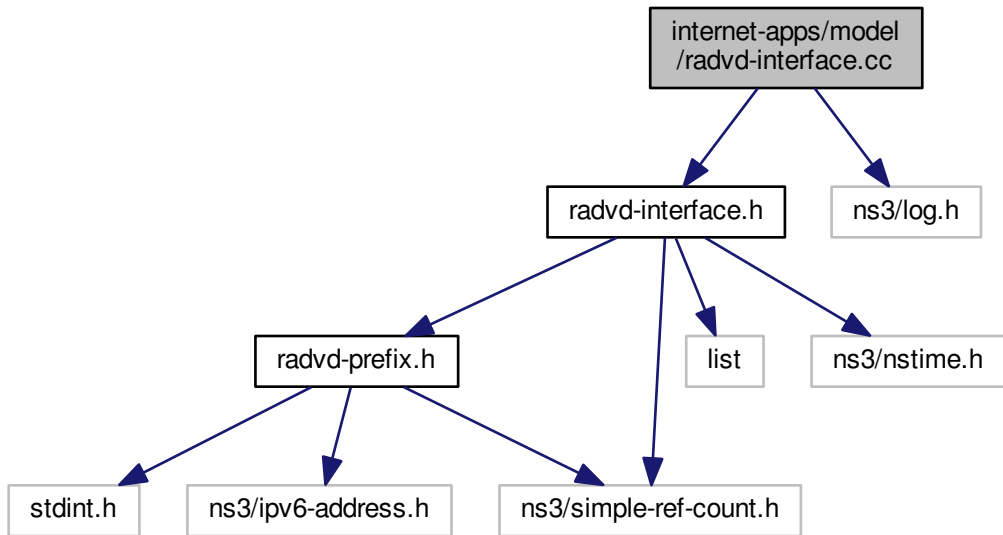 internet-apps/model
/radvd-interface.cc
radvd-interface.h
ns3/log.h
radvd-prefix.h
list
ns3/nstime.h
stdint.h
ns3/ipv6-address.h
ns3/simple-ref-count.h